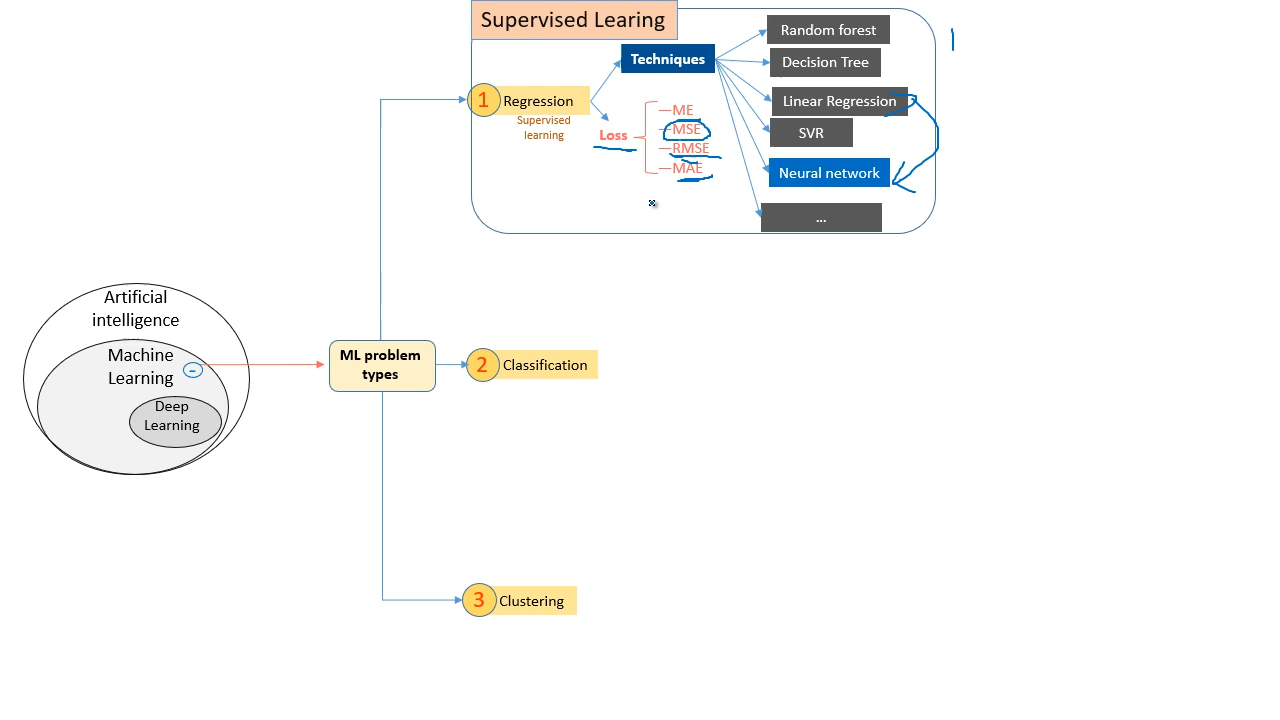 Supervised Learing
Random forest
Techniques
Decision Tree
1
Regression
Linear Regression
Supervised
learning
Loss
ME
MSE
RMSE
MAE
SVR
Neural network
...
Artificial
intelligence
Machine
Learning
Deep
Learning
ML problem
types
2
Classification
3
Clustering